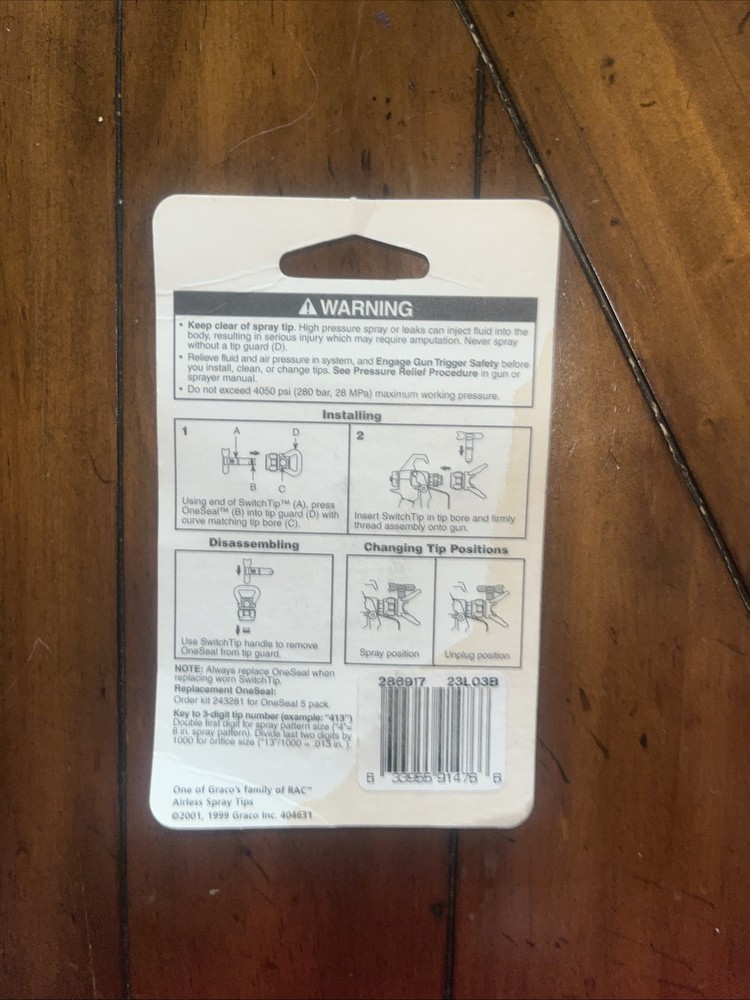 WARNING
• Keep clear of spray tip. High pressure spray or leaks can inject fluid into the
body, resulting in serious injury which may require amputation. Never spray
without a tip guard (D).
• Relieve fluid and air pressure in system, and Engage Gun Trigger Safety before
you install, clean, or change tips. See Pressure Relief Procedure in gun or
sprayer manual.
• Do not exceed 4050 psi (280 bar, 28 MPa) maximum working pressure.
Installing
1
A
D
B
C
Using end of SwitchTip™ (A), press
OneSeal™ (B) into tip guard (D) with
curve matching tip bore (C).
2
Insert SwitchTip in tip bore and firmly
thread assembly onto gun.
Disassembling
Use SwitchTip handle to remove
OneSeal from tip guard.
Changing Tip Positions
Spray position
Unplug position
NOTE: Always replace OneSeal when
replacing worn SwitchTip.
Replacement OneSeal:
Order kit 243281 for OneSeal 5 pack.
Key to 3-digit tip number (example: "413")
Double first digit for spray pattern size ("4"=
8 in. spray pattern). Divide last two digits by
1000 for orifice size ("13"/1000 = .013 in. ).
288917 23L03B
6 33955 91476 6
One of Graco's family of RAC™
Airless Spray Tips
©2001, 1999 Graco Inc. 404631